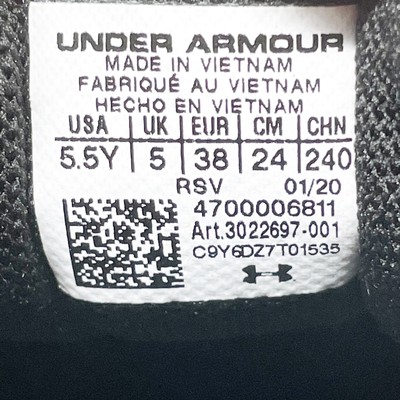 UNDER ARMOUR
MADE IN VIETNAM
FABRIQUÉ AU VIETNAM
HECHO EN VIETNAM
USA UK EUR CM CHN
5.5Y 5 38 24 240
RSV 01/20
4700006811
Art.3022697-001
C9Y6DZ7T01535